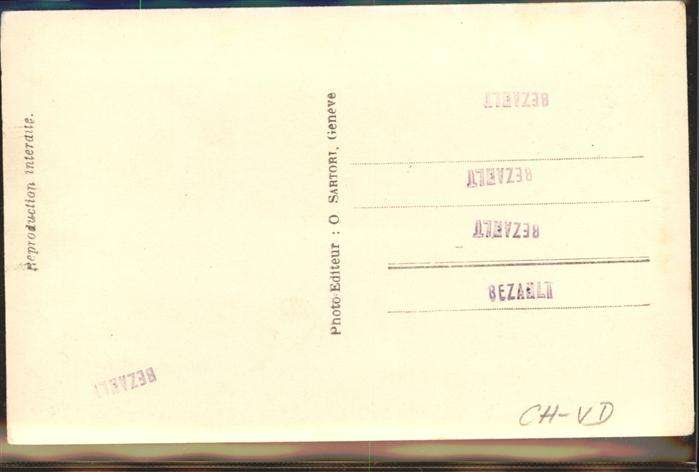 Reproduction interdite.
Photo-Editeur : O SARTORI, Genève
BEZAHLT
BEZAHLT
BEZAHLT
BEZAHLT
BEZAHLT
CH-VD